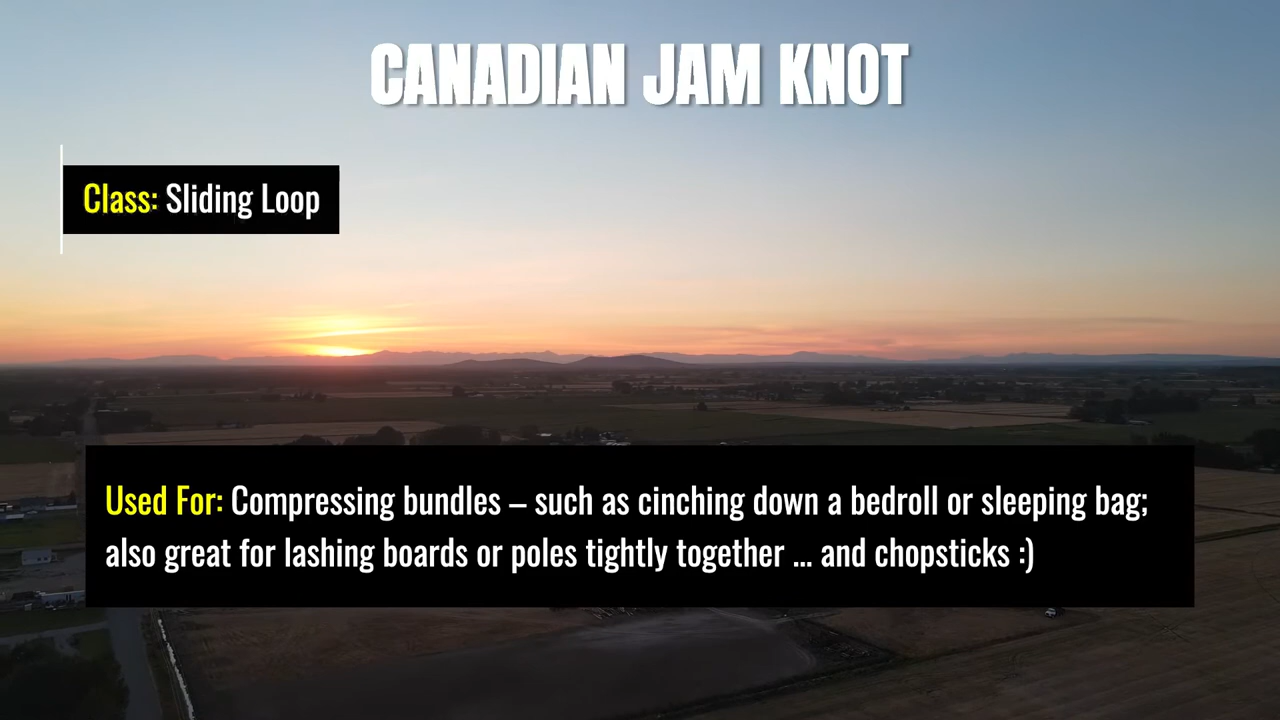 CANADIAN JAM KNOT
Class: Sliding Loop
Used For: Compressing bundles – such as cinching down a bedroll or sleeping bag;
also great for lashing boards or poles tightly together ... and chopsticks :)